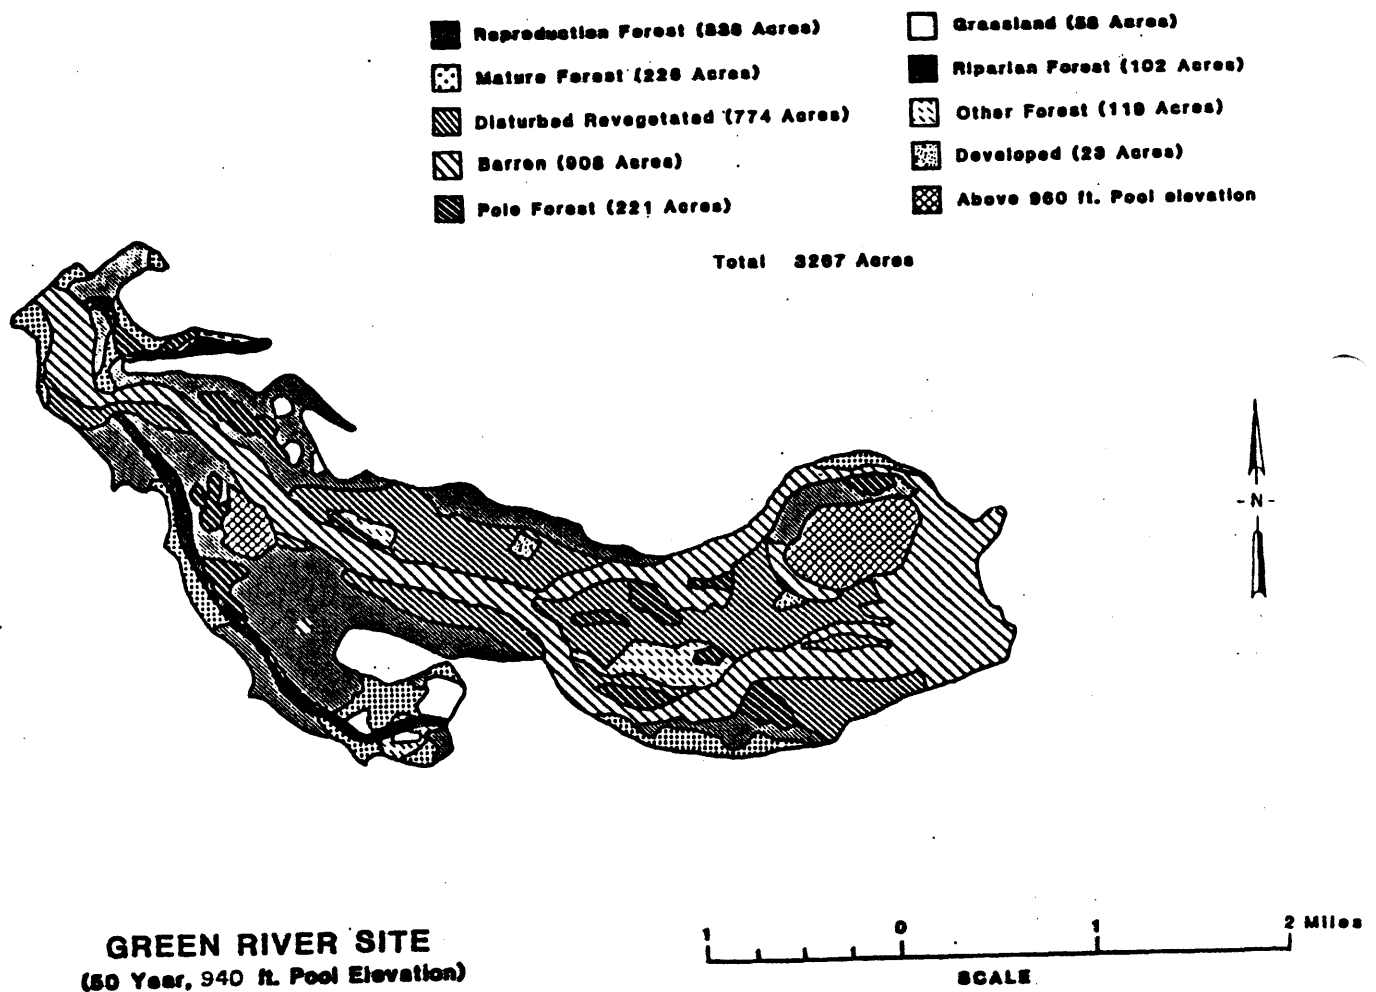 Reproduction Forest (836 Acres)
Mature Forest (226 Acres)
Disturbed Revegetated (774 Acres)
Barren (908 Acres)
Pole Forest (221 Acres)
Grassland (58 Acres)
Riparian Forest (102 Acres)
Other Forest (119 Acres)
Developed (23 Acres)
Above 960 ft. Pool elevation
Total 3267 Acres
-N-
GREEN RIVER SITE
(50 Year, 940 ft. Pool Elevation)
1 0 1 2 Miles
SCALE